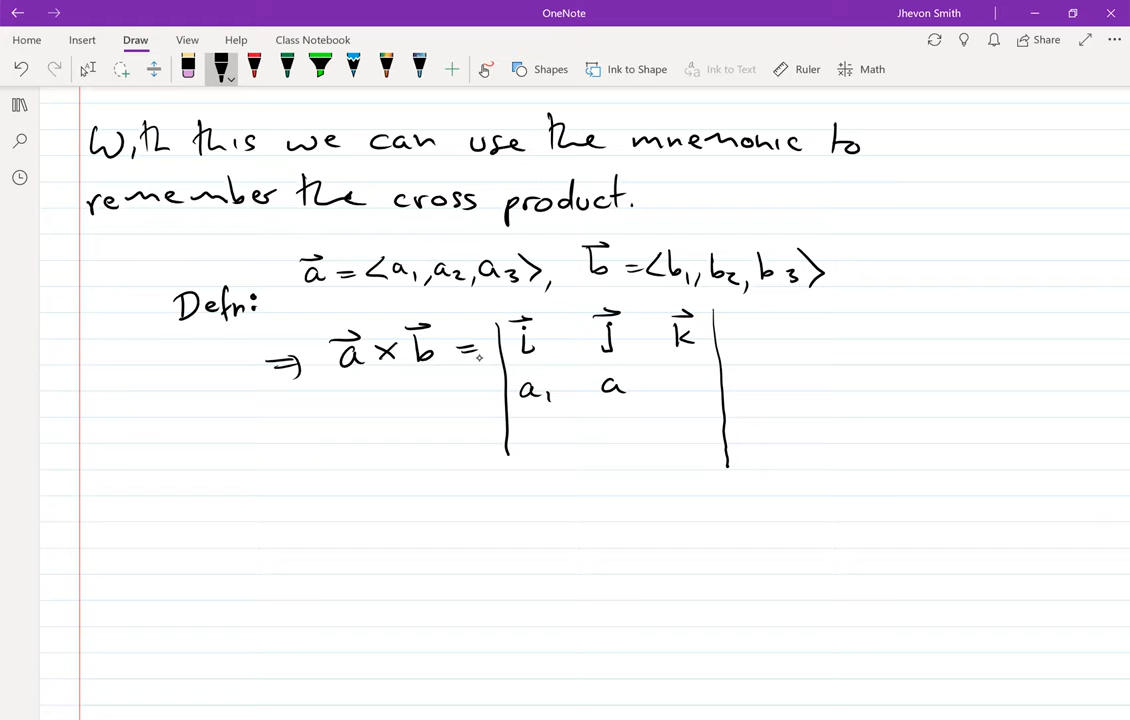 OneNote
Jhevon Smith
Home Insert Draw View Help Class Notebook
Share
Shapes Ink to Shape Ink to Text Ruler Math
With this we can use the mnemonic to
remember the cross product.
a⃗ = <a₁, a₂, a₃>, b⃗ = <b₁, b₂, b₃>
Defn:
⇒ a⃗ × b⃗ = | i⃗ j⃗ k⃗ |
a₁ a